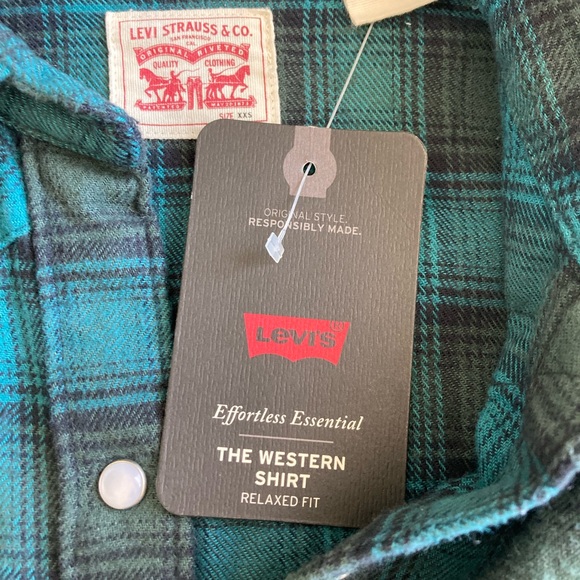 LEVI STRAUSS & CO.
SAN FRANCISCO
CAL
ORIGINAL RIVETED
QUALITY CLOTHING
SIZE XXS
ORIGINAL STYLE.
RESPONSIBLY MADE.
Levi's
Effortless Essential
THE WESTERN
SHIRT
RELAXED FIT